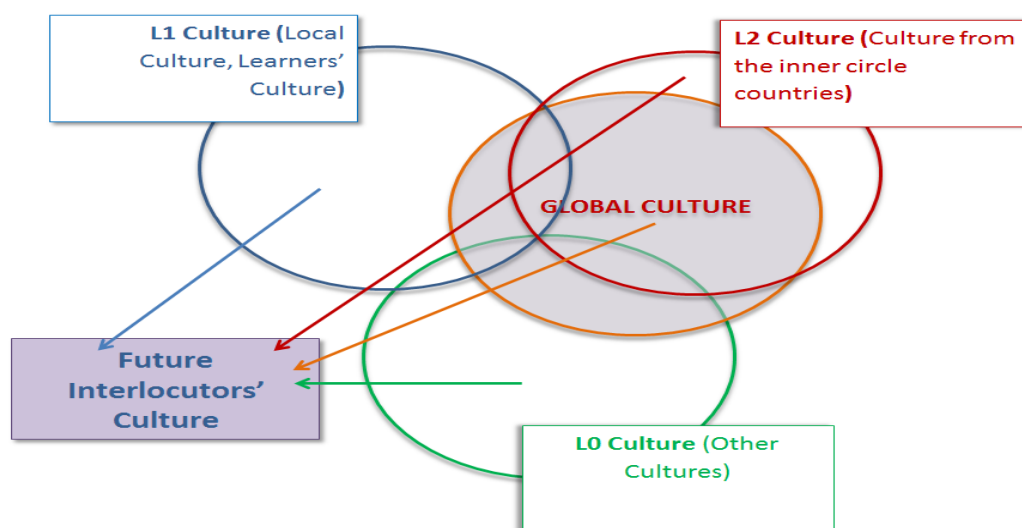 L1 Culture (Local
Culture, Learners’
Culture)
L2 Culture (Culture from
the inner circle
countries)
GLOBAL CULTURE
Future
Interlocutors’
Culture
L0 Culture (Other
Cultures)